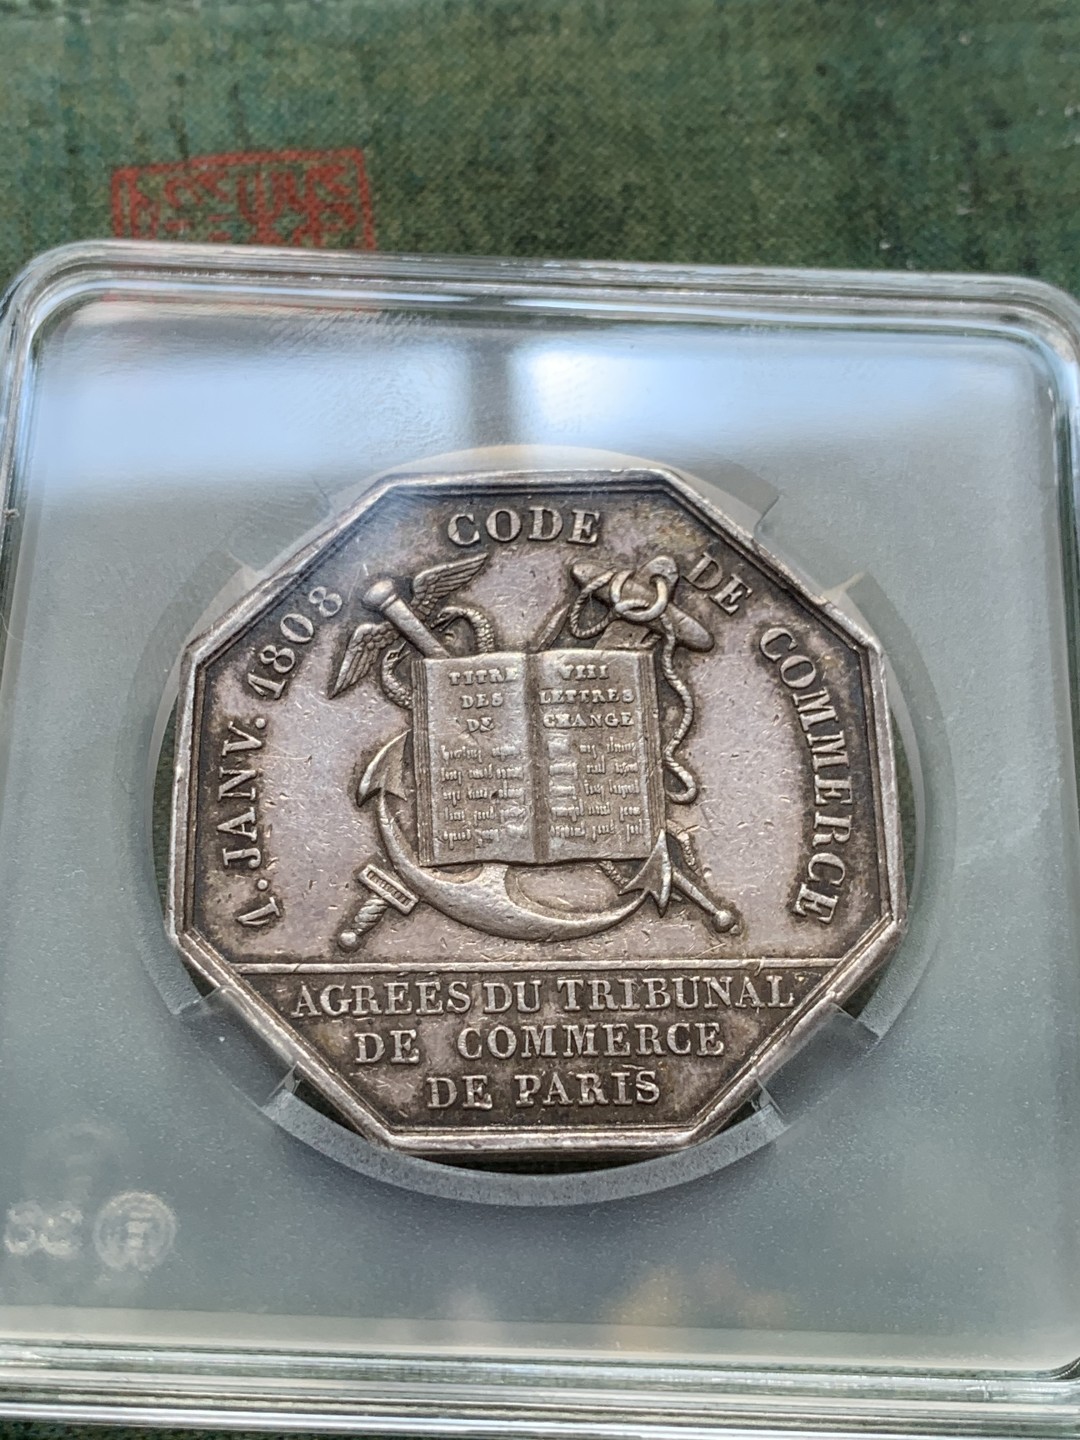 1. JANV. 1808 CODE DE COMMERCE
TITRE VIII
DES LETTRES
DE CHANGE
AGRÉES DU TRIBUNAL
DE COMMERCE
DE PARIS